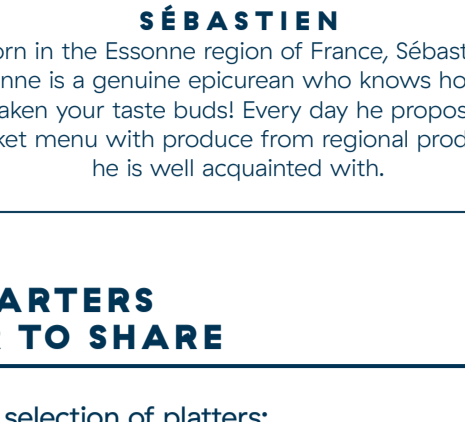 SÉBASTIEN
orn in the Essonne region of France, Sébast
nne is a genuine epicurean who knows ho
aken your taste buds! Every day he propos
ket menu with produce from regional prod
he is well acquainted with.
ARTERS
R TO SHARE
selection of platters: